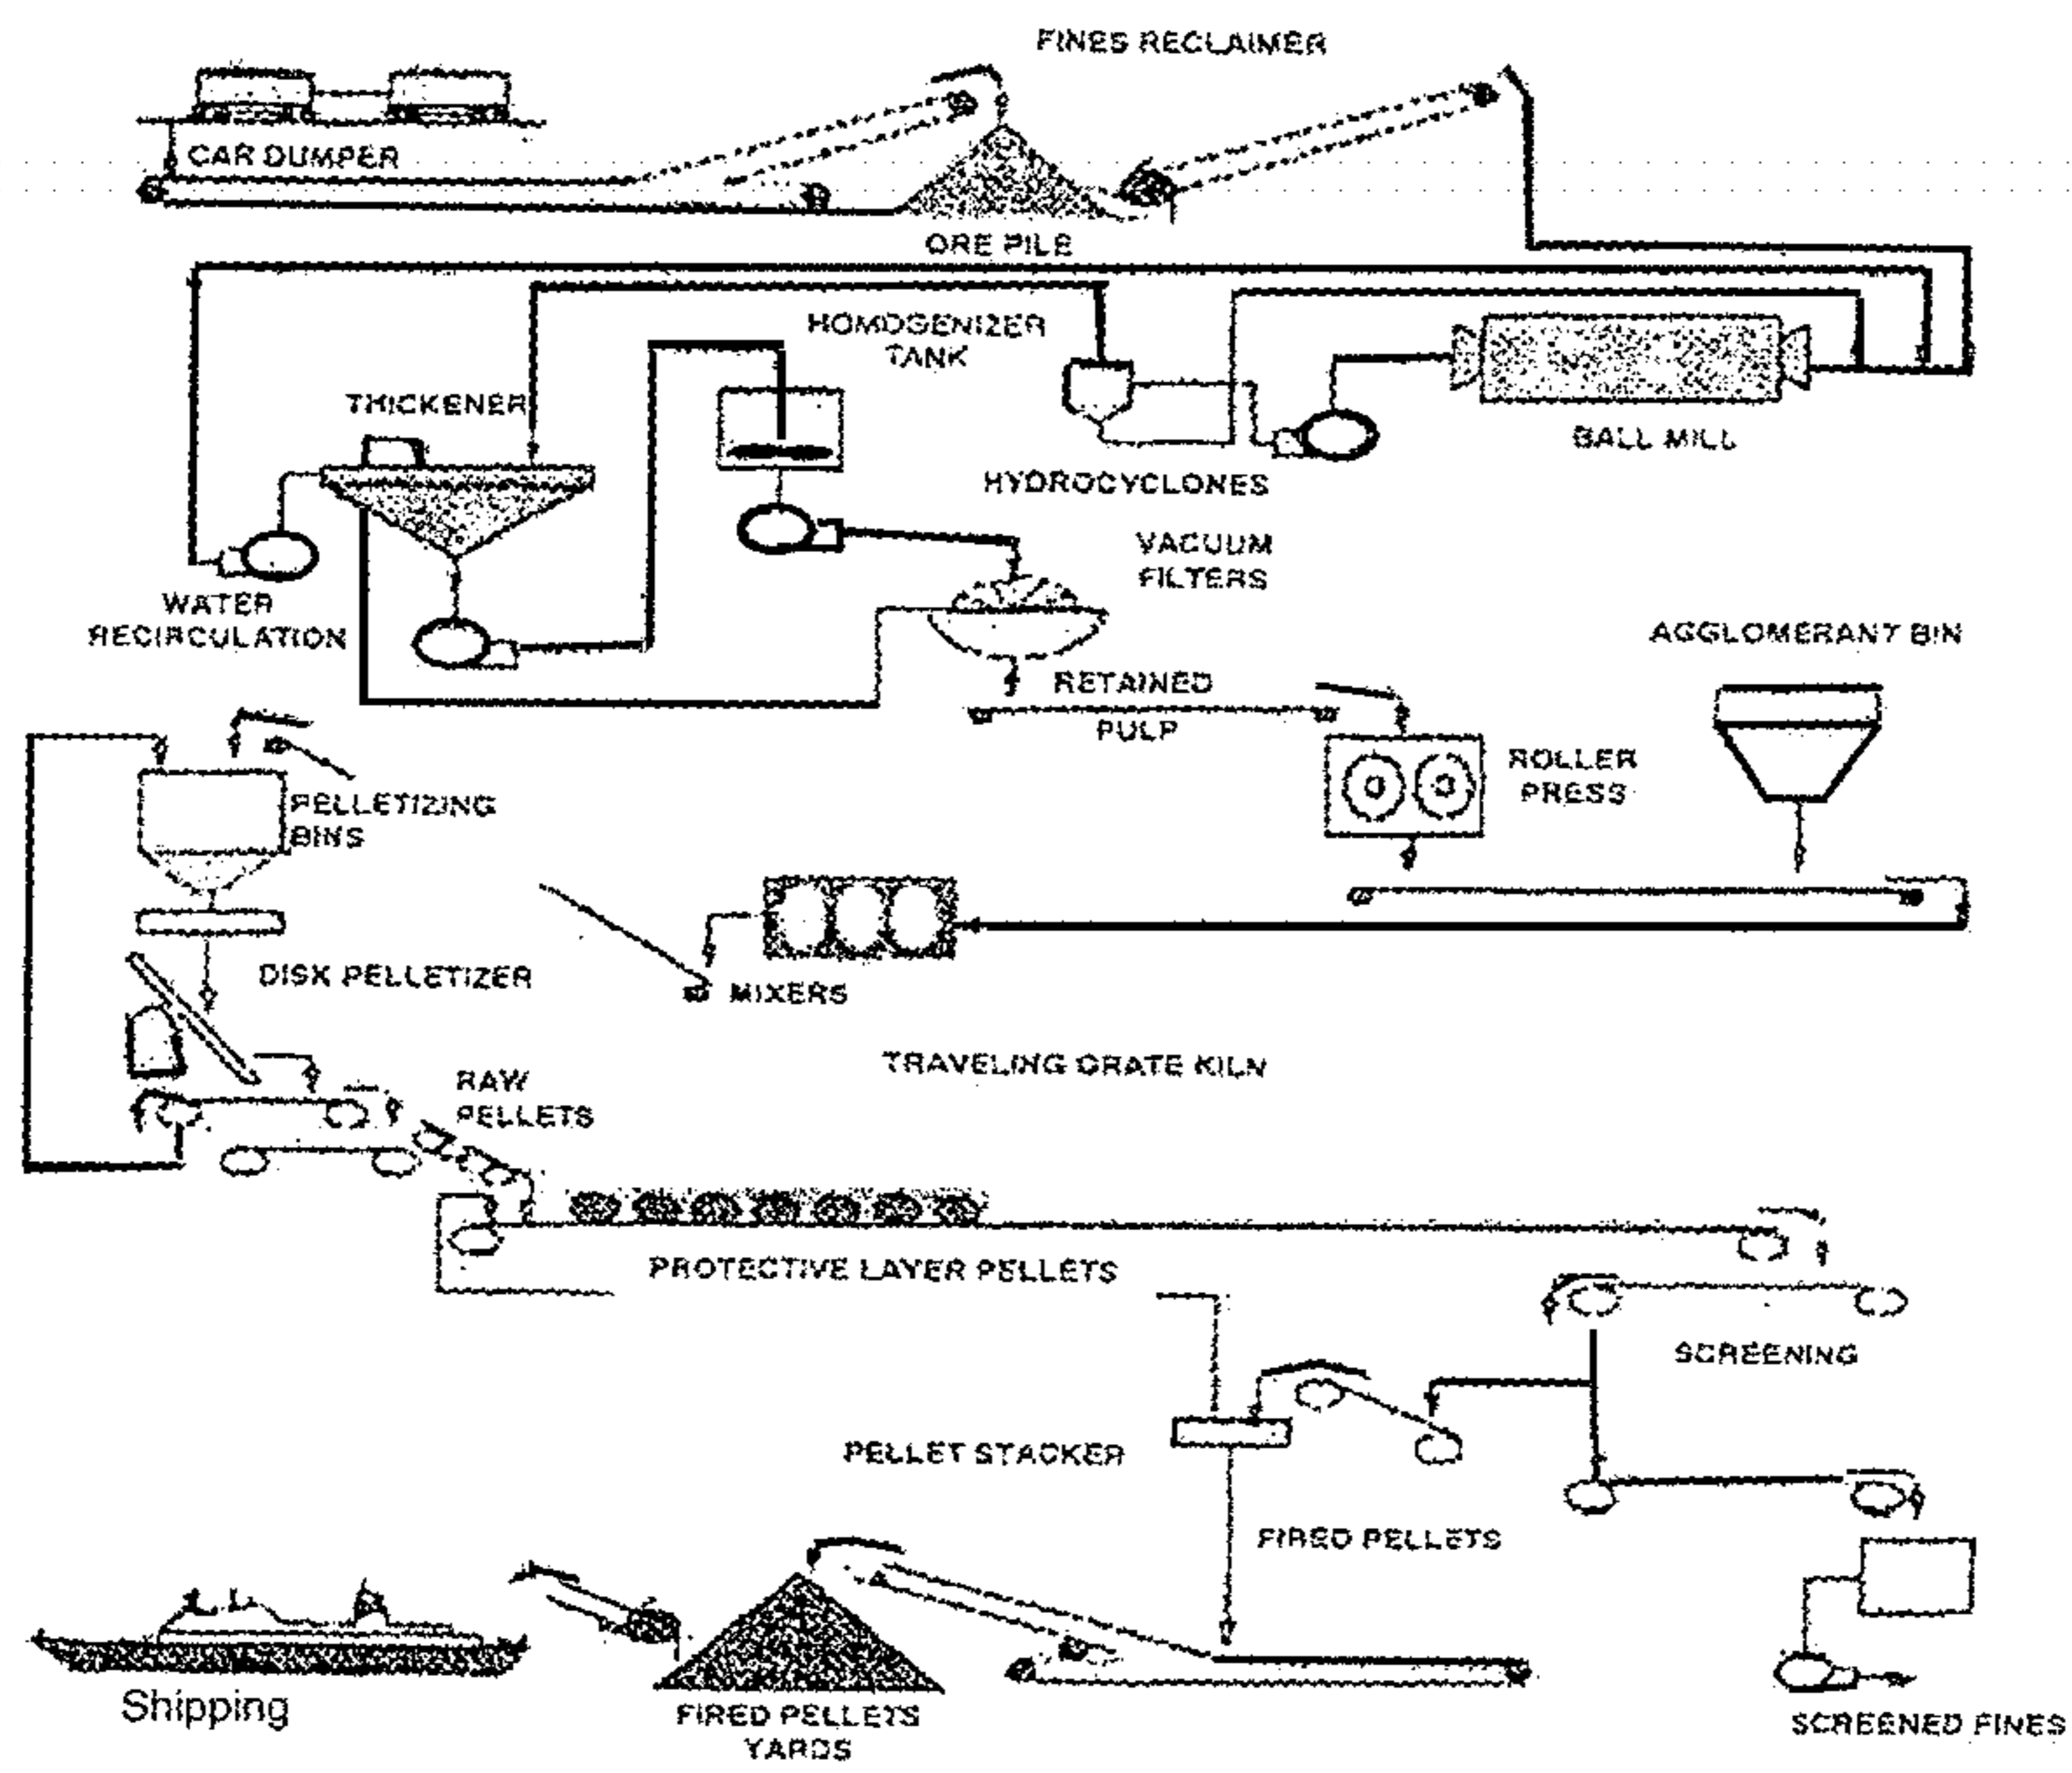 FINES RECLAIMER
CAR DUMPER
ORE PILE
HOMOGENIZER
TANK
THICKENER
BALL MILL
HYDROCYCLONES
VACUUM
FILTERS
WATER
RECIRCULATION
AGGLOMERANT BIN
RETAINED
PULP
ROLLER
PRESS
PELLETIZING
BINS
DISK PELLETIZER
MIXERS
TRAVELING GRATE KILN
RAW
PELLETS
PROTECTIVE LAYER PELLETS
SCREENING
PELLET STACKER
FIRED PELLETS
Shipping
FIRED PELLETS
YARDS
SCREENED FINES